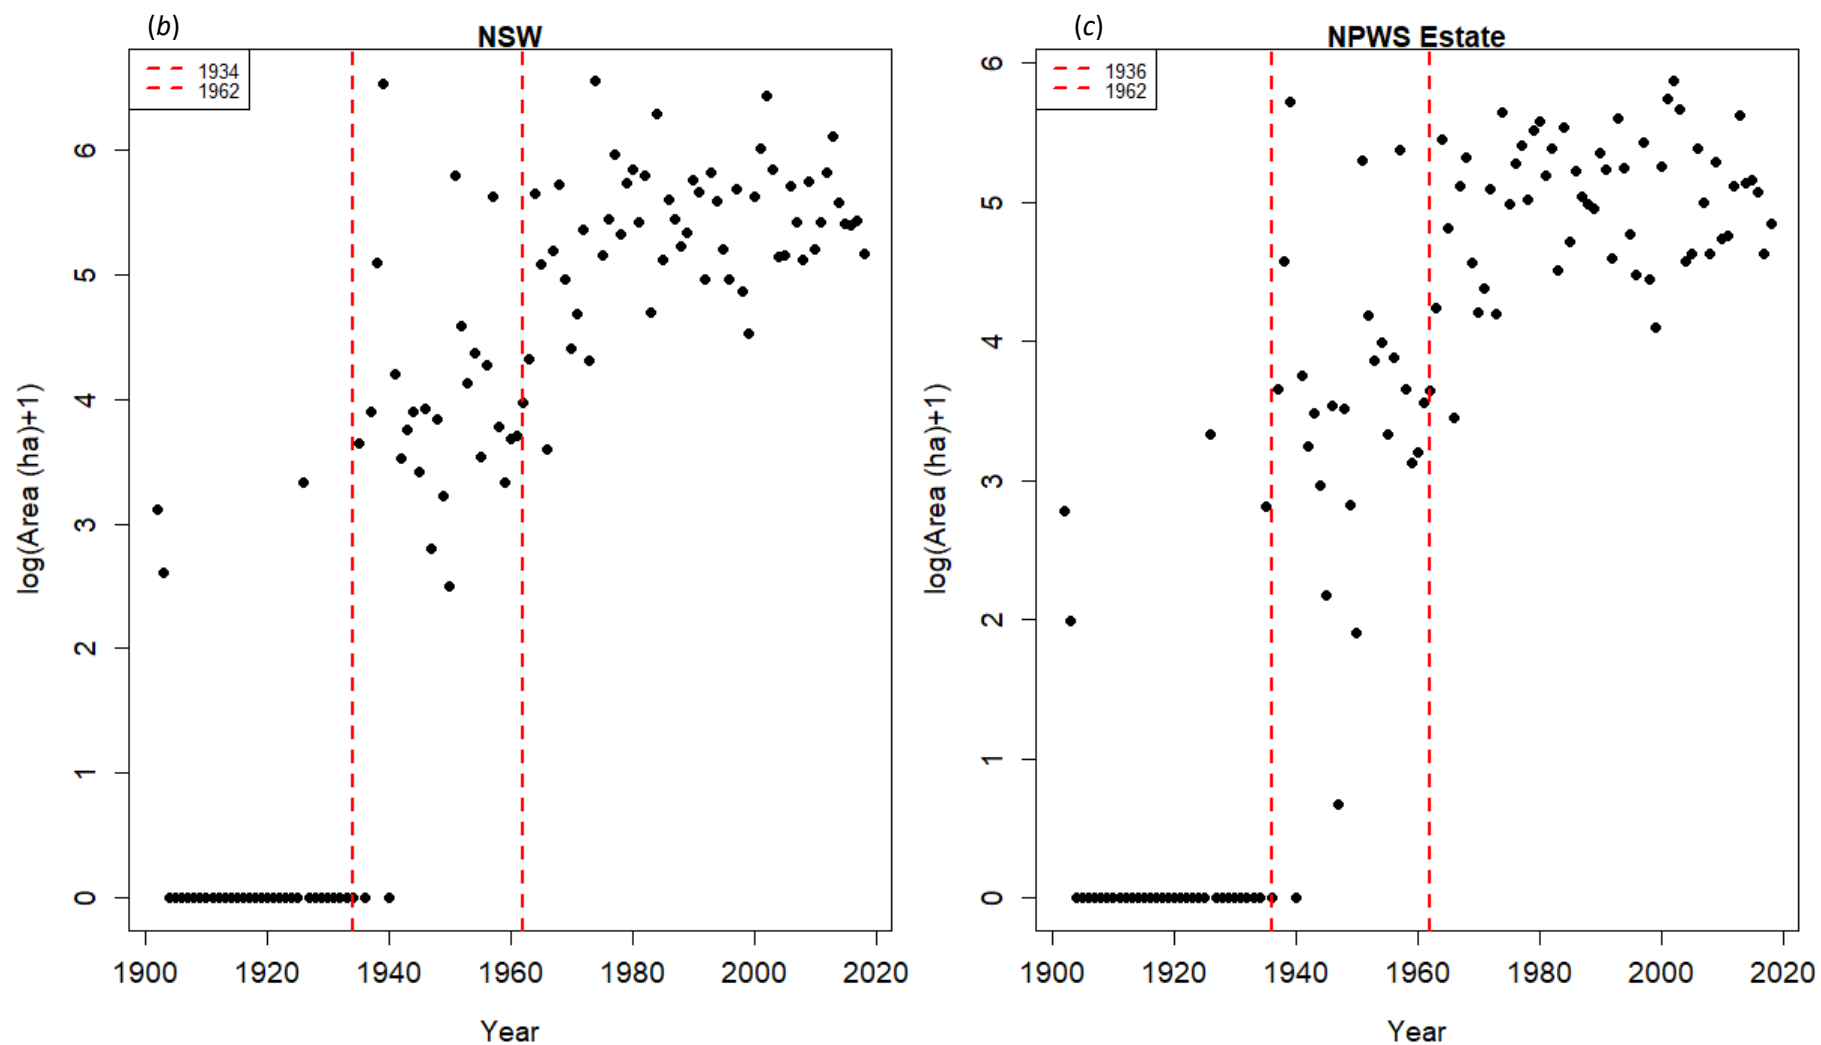 (b)
NSW
1934
1962
log(Area (ha)+1)
0 1 2 3 4 5 6
1900 1920 1940 1960 1980 2000 2020
Year
(c)
NPWS Estate
1936
1962
log(Area (ha)+1)
0 1 2 3 4 5 6
1900 1920 1940 1960 1980 2000 2020
Year